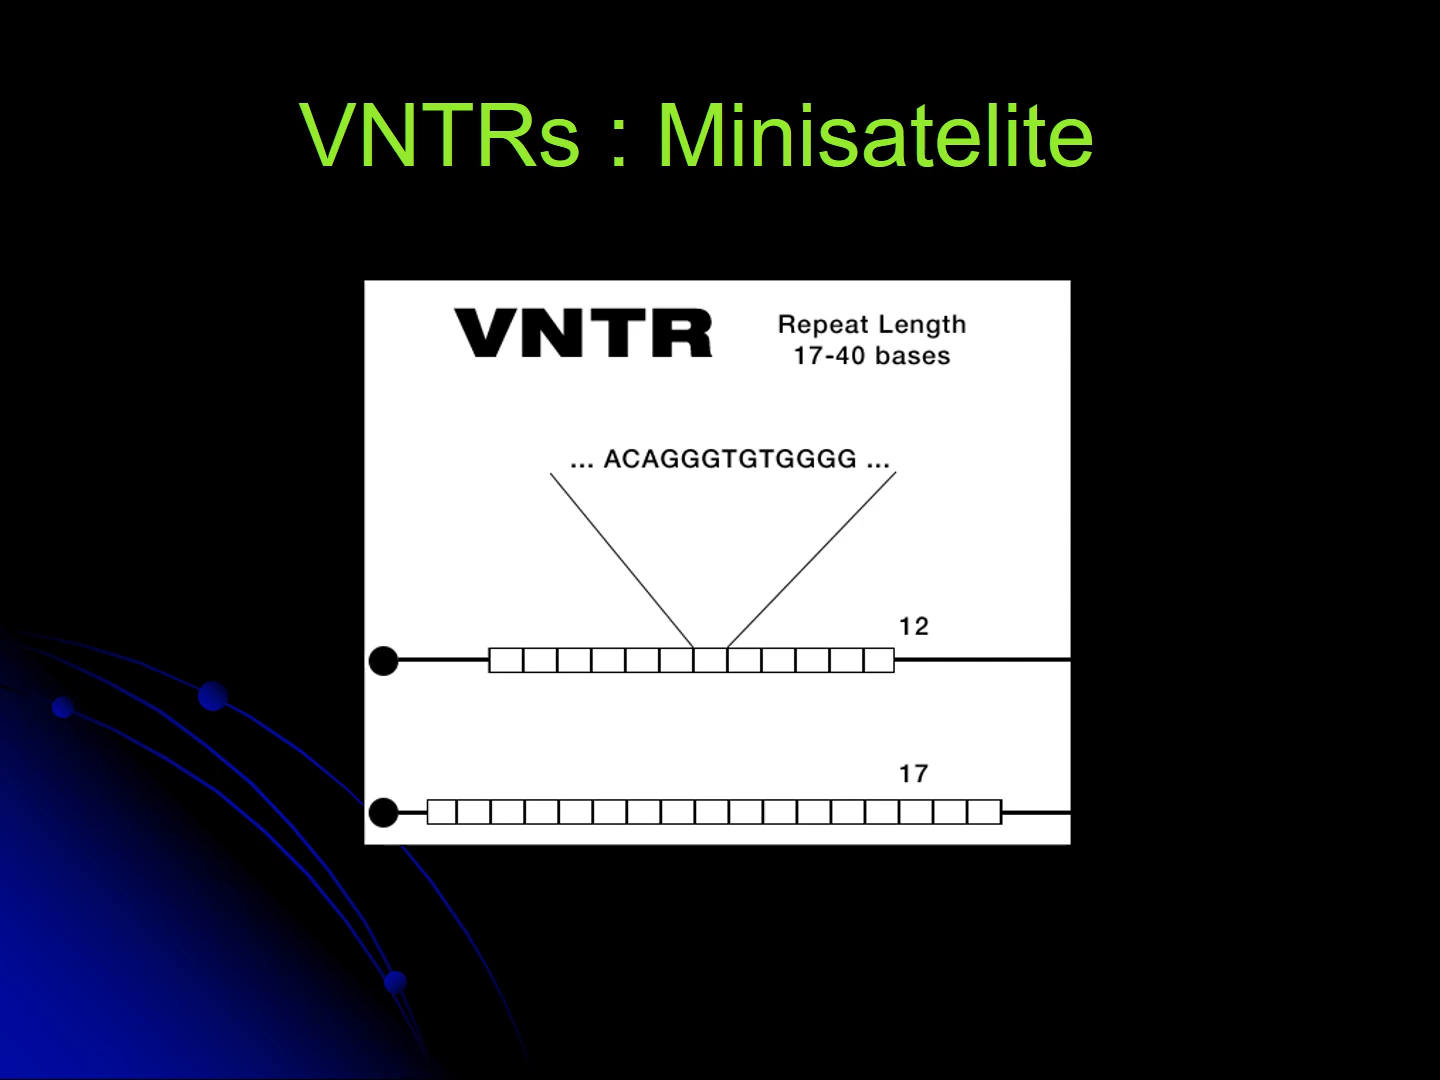 VNTRs : Minisatelite
VNTR
Repeat Length
17-40 bases
... ACAGGGTGTGGGG ...
12
17